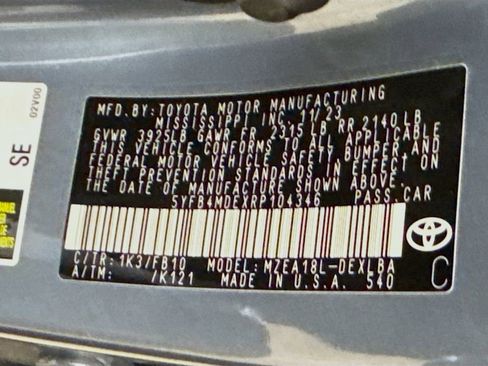 MFD.BY:TOYOTA MOTOR MANUFACTURING
MISSISSIPPI INC. 11/23
GVWR 3925LB GAWR FR 2315 LB RR 2140 LB
THIS VEHICLE CONFORMS TO ALL APPLICABLE
FEDERAL MOTOR VEHICLE SAFETY, BUMPER AND
THEFT PREVENTION STANDARDS IN EFFECT ON
THE DATE OF MANUFACTURE SHOWN ABOVE.
5YFB4MDEXRP104346 PASS.CAR
C/TR: 1K3/FB10 MODEL: MZEA18L-DEXLBA
A/TM: /K121 MADE IN U.S.A. 540
C
SE
02V00